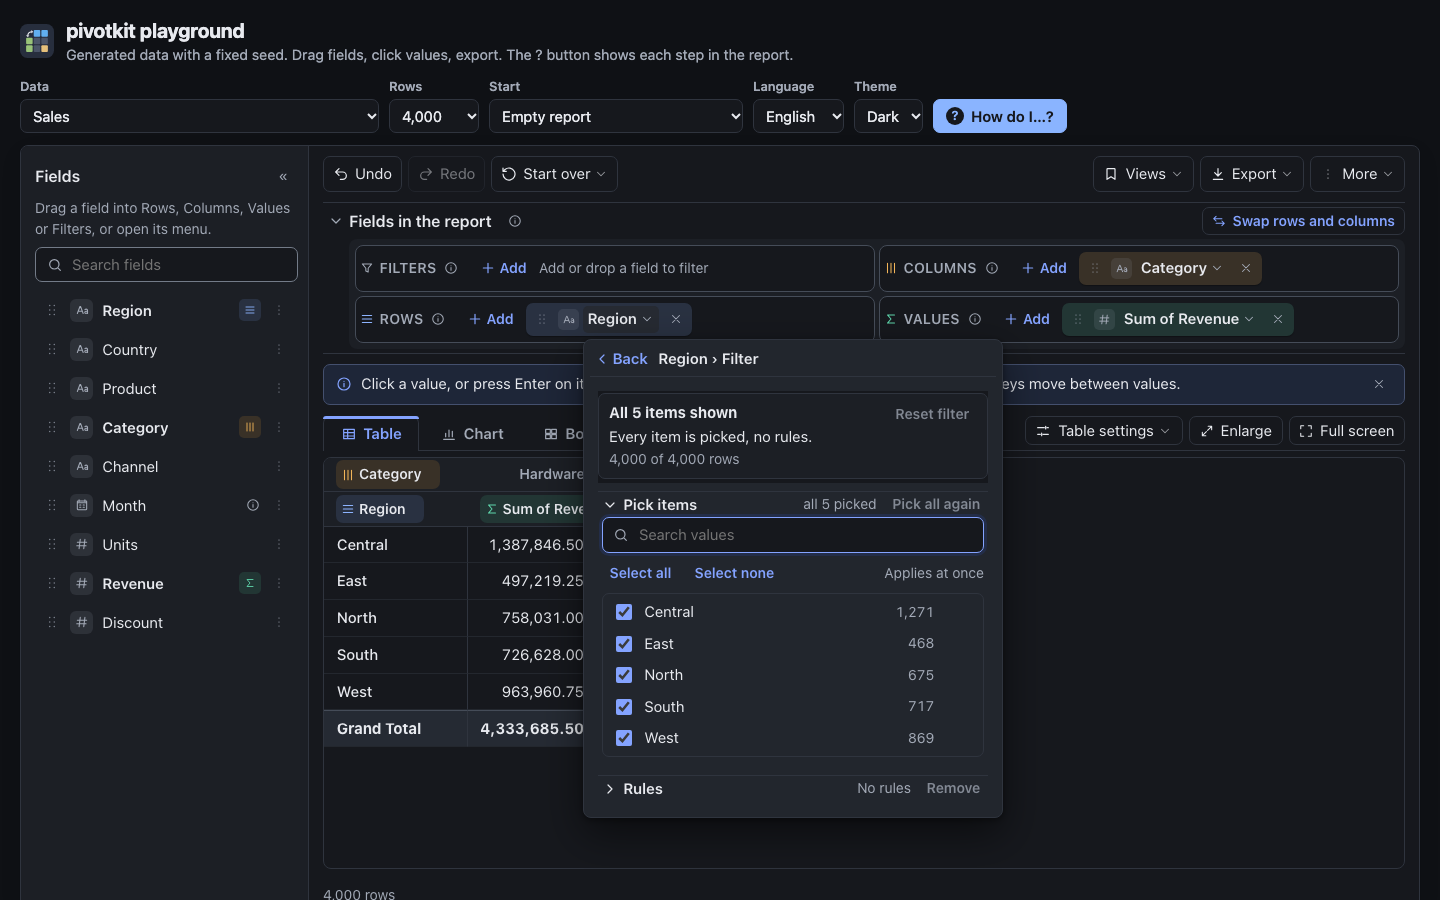 pivotkit playground
Generated data with a fixed seed. Drag fields, click values, export. The ? button shows each step in the report.
Data
Rows
Start
Language
Theme
Sales
4,000
Empty report
English
Dark
? How do I...?
Fields
«
Drag a field into Rows, Columns, Values
or Filters, or open its menu.
Search fields
Aa Region
Aa Country
Aa Product
Aa Category
Aa Channel
Month
# Units
# Revenue Σ
# Discount
Undo
Redo
Start over
Views
Export
More
Fields in the report
Swap rows and columns
FILTERS + Add Add or drop a field to filter
COLUMNS + Add Aa Category ×
ROWS + Add Aa Region ×
Σ VALUES + Add # Sum of Revenue ×
Click a value, or press Enter on it
eys move between values.
Table
Chart
Bo
Table settings
Enlarge
Full screen
Category
Hardware
Region
Σ Sum of Reve
Central 1,387,846.50
East 497,219.25
North 758,031.00
South 726,628.00
West 963,960.75
Grand Total 4,333,685.50
Back Region › Filter
All 5 items shown
Reset filter
Every item is picked, no rules.
4,000 of 4,000 rows
Pick items all 5 picked Pick all again
Search values
Select all Select none Applies at once
Central 1,271
East 468
North 675
South 717
West 869
Rules No rules Remove
4,000 rows